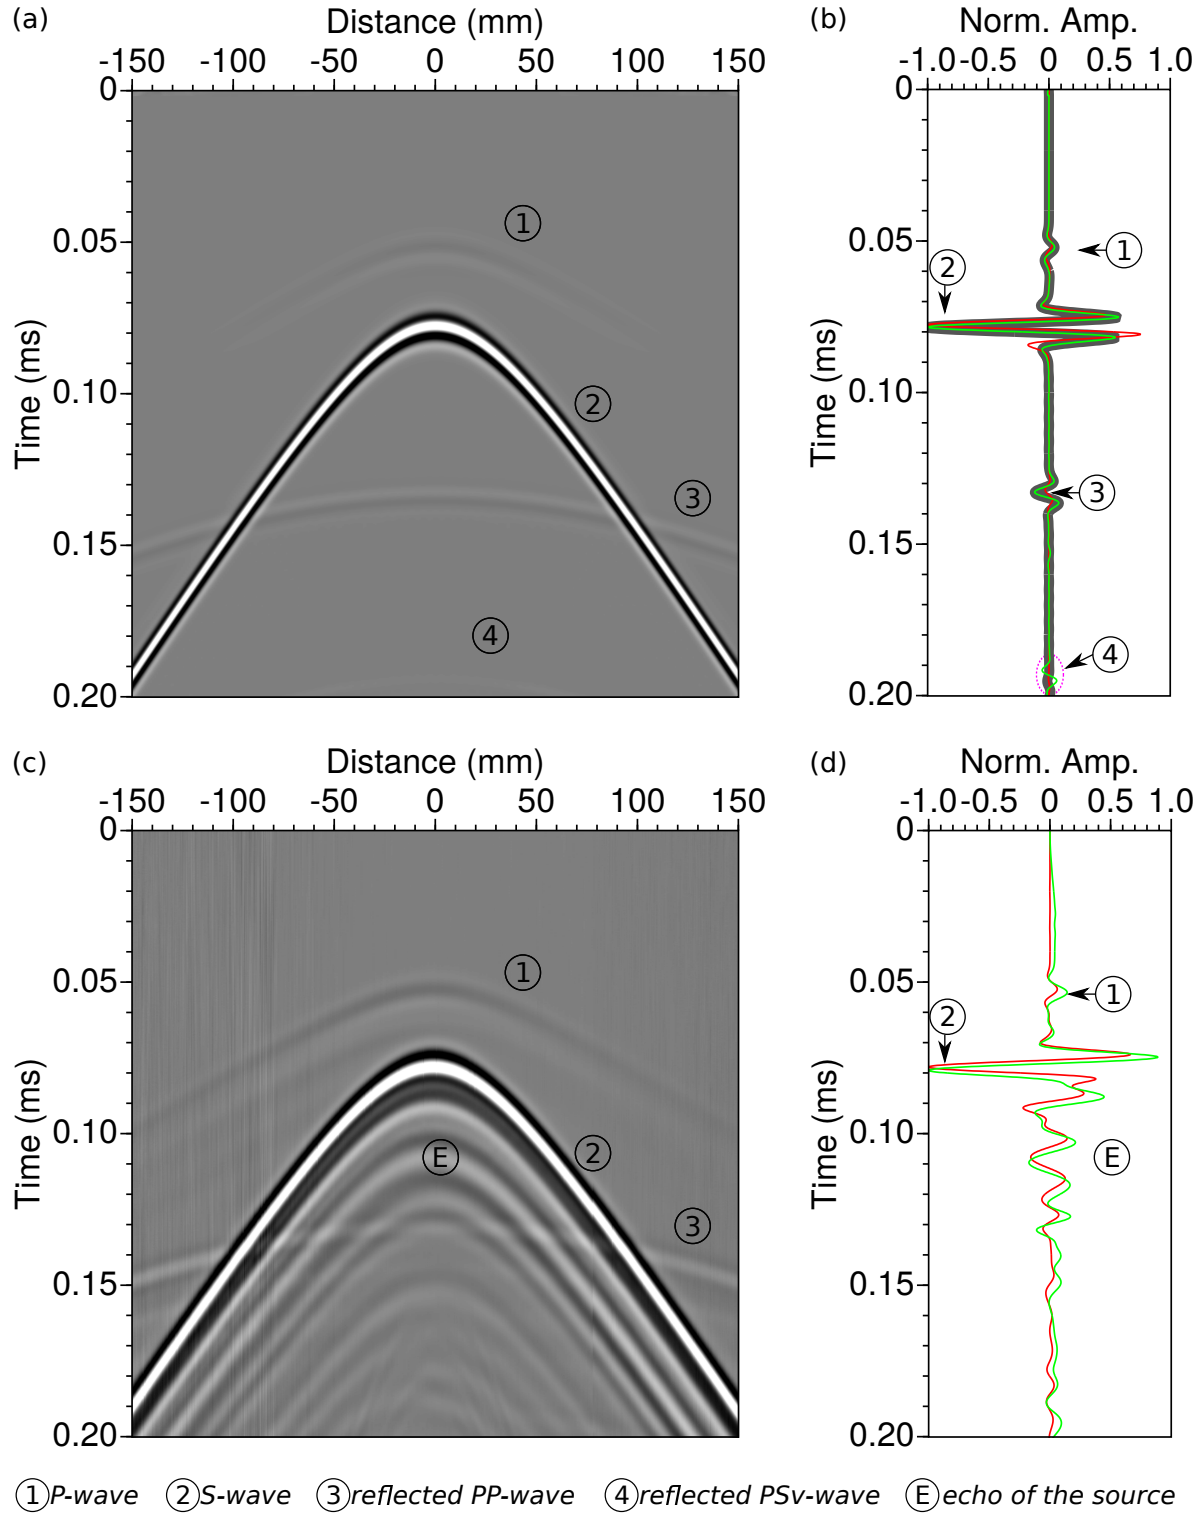 (a)
Distance (mm)
-150 -100 -50 0 50 100 150
0
0.05
0.10
0.15
0.20
Time (ms)
1
2
3
4
(b)
Norm. Amp.
-1.0 -0.5 0 0.5 1.0
0
0.05
0.10
0.15
0.20
Time (ms)
1
2
3
4
(c)
Distance (mm)
-150 -100 -50 0 50 100 150
0
0.05
0.10
0.15
0.20
Time (ms)
1
E
2
3
(d)
Norm. Amp.
-1.0 -0.5 0 0.5 1.0
0
0.05
0.10
0.15
0.20
Time (ms)
1
2
E
1 P-wave 2 S-wave 3 reflected PP-wave 4 reflected PSv-wave E echo of the source